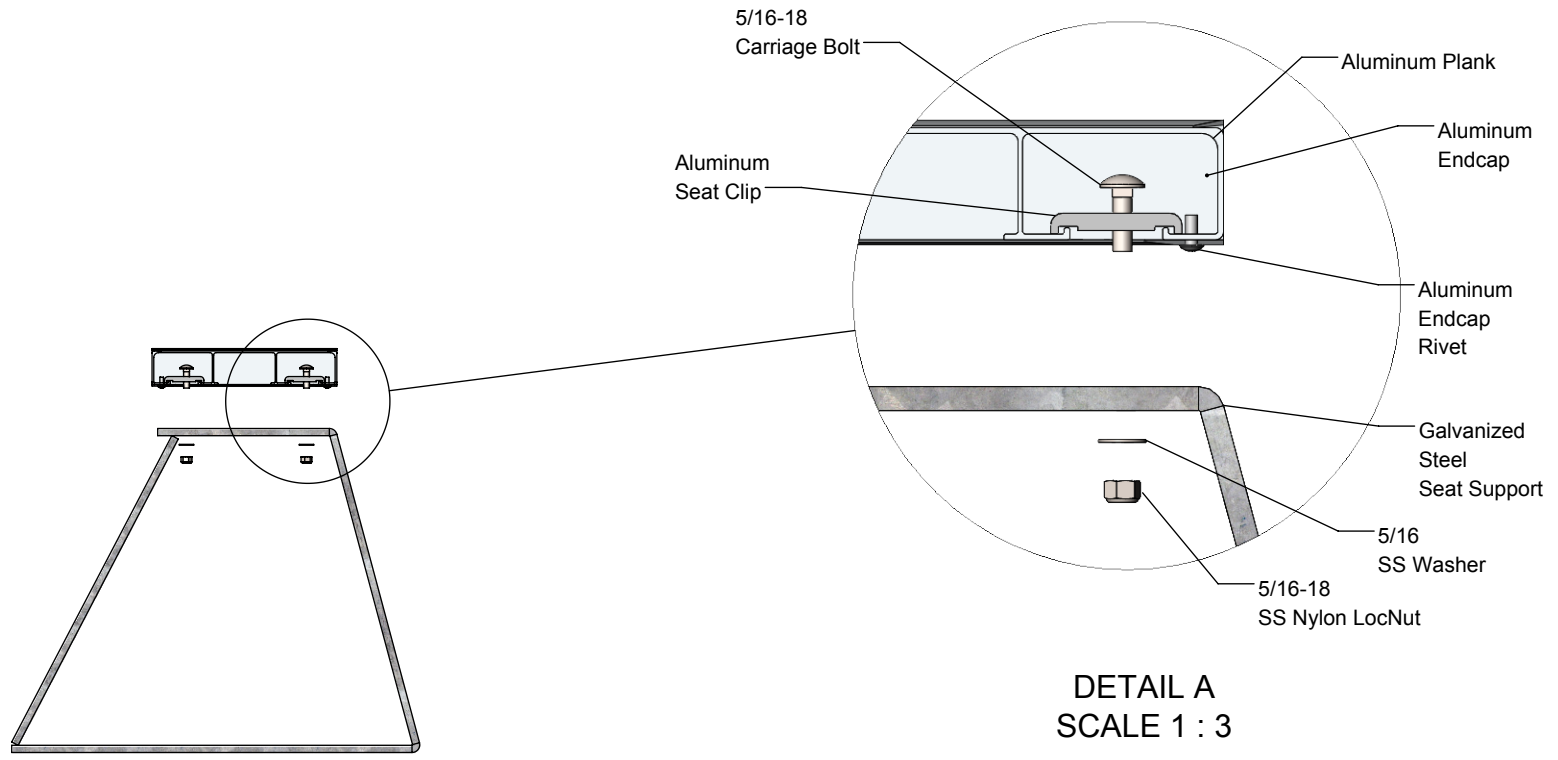 5/16-18
Carriage Bolt
Aluminum Plank
Aluminum
Endcap
Aluminum
Seat Clip
Aluminum
Endcap
Rivet
Galvanized
Steel
Seat Support
5/16
SS Washer
5/16-18
SS Nylon LocNut
DETAIL A
SCALE 1 : 3